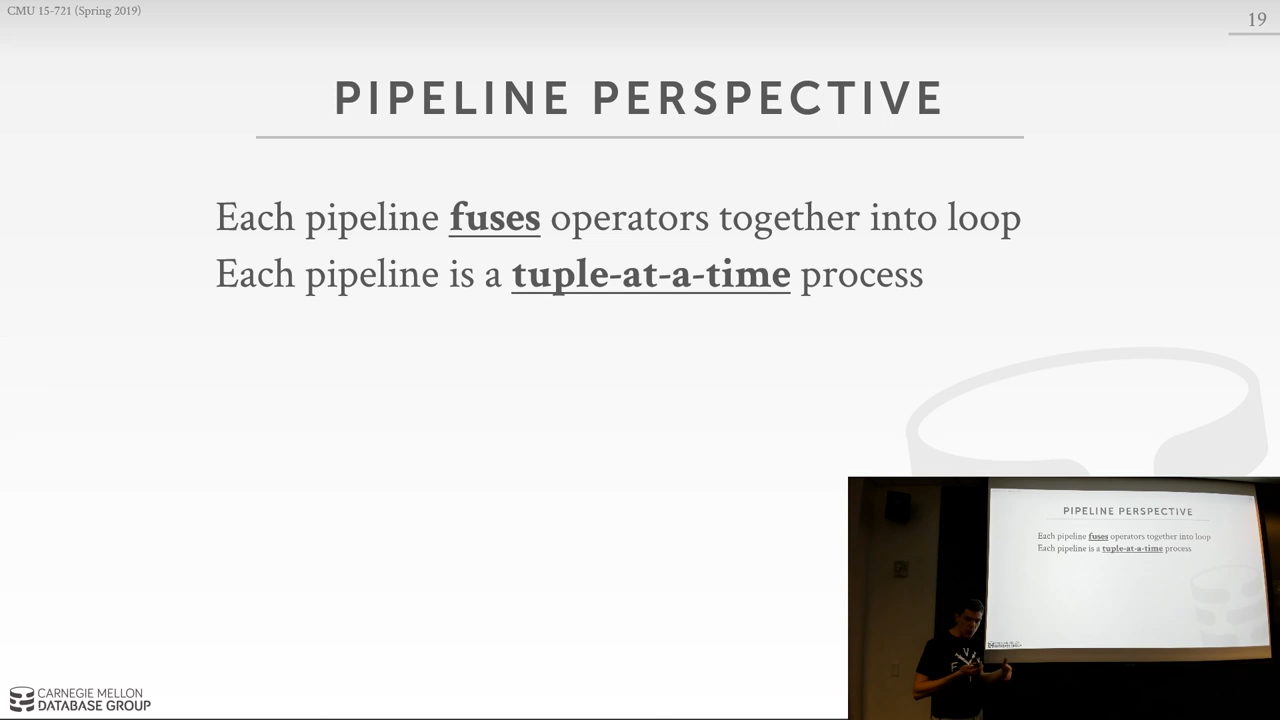 CMU 15-721 (Spring 2019)
19
PIPELINE PERSPECTIVE
Each pipeline fuses operators together into loop
Each pipeline is a tuple-at-a-time process
PIPELINE PERSPECTIVE
Each pipeline fuses operators together into loop
Each pipeline is a tuple-at-a-time process
CARNEGIE MELLON
DATABASE GROUP